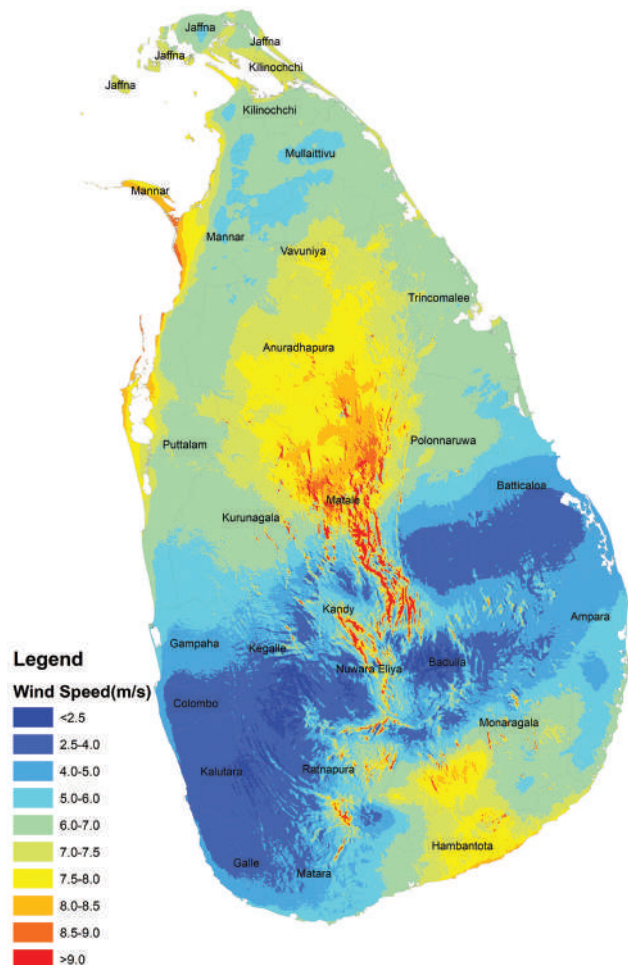 Jaffna
Jaffna
Jaffna
Kilinochchi
Jaffna
Kilinochchi
Mullaittivu
Mannar
Mannar
Vavuniya
Trincomalee
Anuradhapura
Puttalam
Polonnaruwa
Batticaloa
Matale
Kurunagala
Kandy
Ampara
Gampaha
Kegalle
Nuwara Eliya
Badulla
Colombo
Monaragala
Kalutara
Ratnapura
Hambantota
Galle
Matara
Legend
Wind Speed(m/s)
<2.5
2.5-4.0
4.0-5.0
5.0-6.0
6.0-7.0
7.0-7.5
7.5-8.0
8.0-8.5
8.5-9.0
>9.0